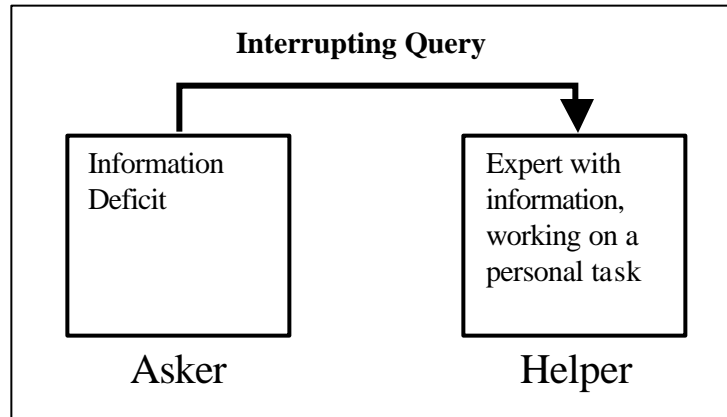 Interrupting Query
Information
Deficit
Expert with
information,
working on a
personal task
Asker
Helper